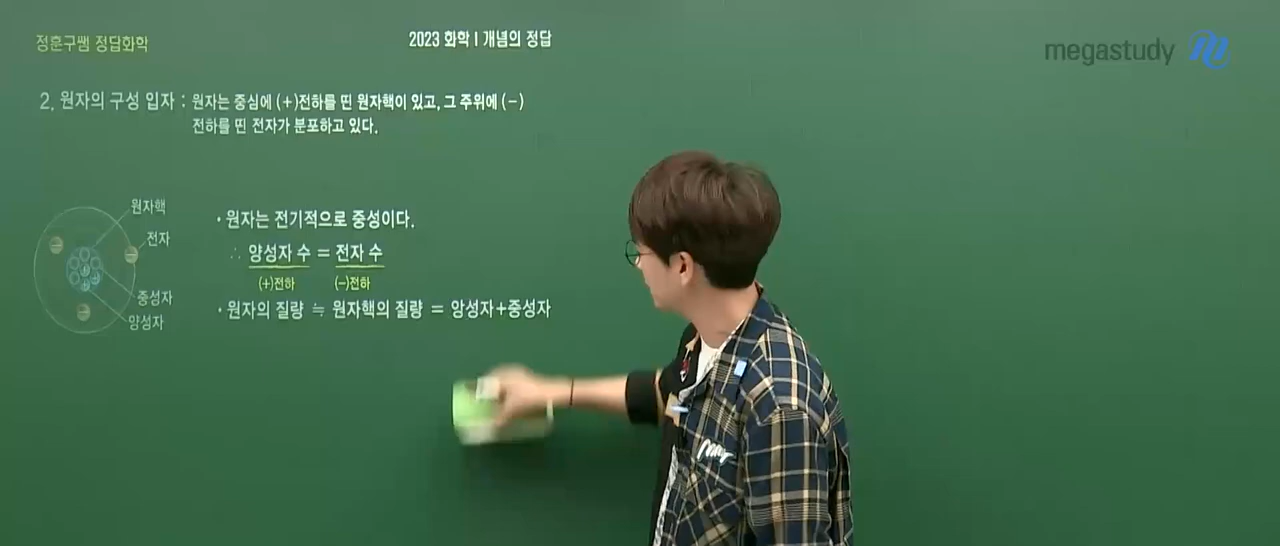 정훈구쌤 정답화학
2023 화학 I 개념의 정답
megastudy
2. 원자의 구성 입자 : 원자는 중심에 (+)전하를 띤 원자핵이 있고, 그 주위에 (-)
전하를 띤 전자가 분포하고 있다.
원자핵
전자
중성자
양성자
· 원자는 전기적으로 중성이다.
∴ 양성자 수 = 전자 수
(+)전하 (-)전하
· 원자의 질량 ≒ 원자핵의 질량 = 양성자+중성자